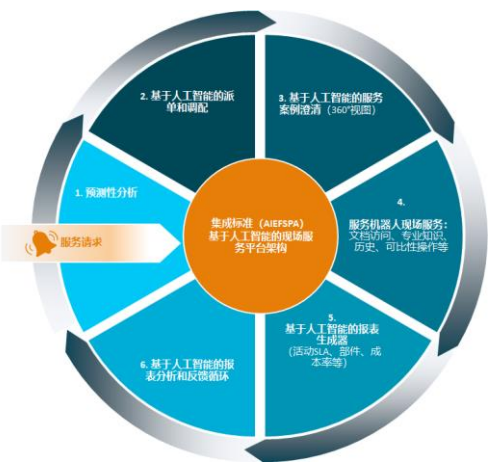 2. 基于人工智能的派
单和调配
3. 基于人工智能的服务
案例澄清（360°视图）
1. 预测性分析
服务请求
集成标准（AIEFSPA）
基于人工智能的现场服
务平台架构
4.
服务机器人现场服务：
文档访问、专业知识、
历史、可比性操作等
5.
基于人工智能的报表
生成器
(活动SLA、部件、成
本率等）
6. 基于人工智能的报
表分析和反馈循环